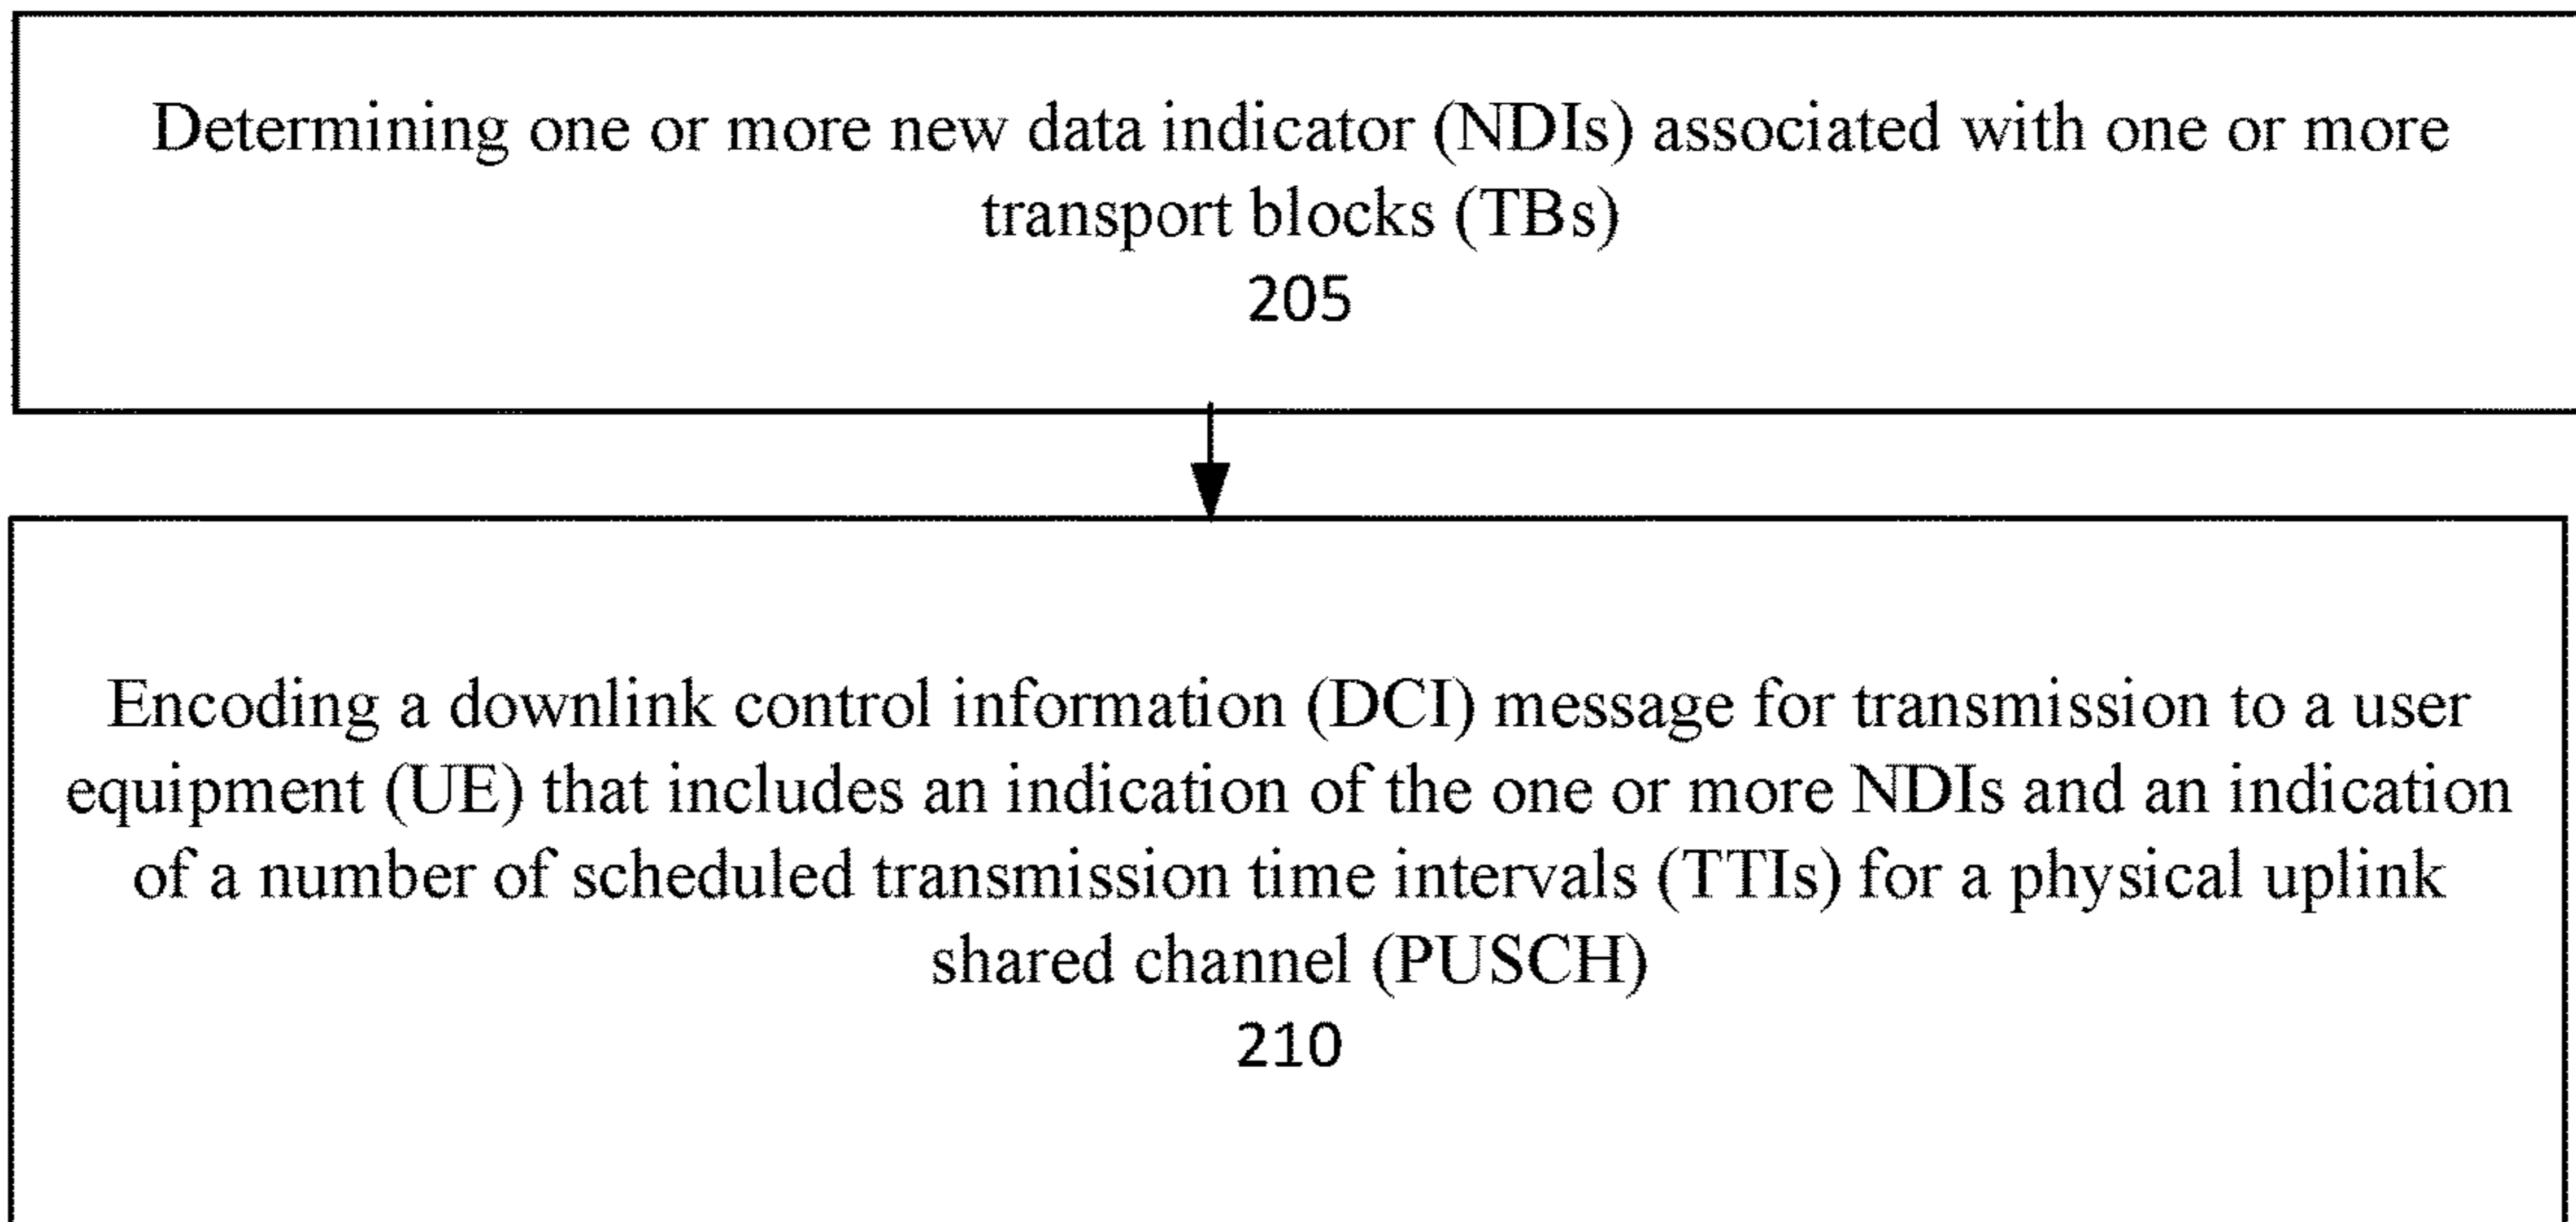 Determining one or more new data indicator (NDIs) associated with one or more
transport blocks (TBs)
205
Encoding a downlink control information (DCI) message for transmission to a user
equipment (UE) that includes an indication of the one or more NDIs and an indication
of a number of scheduled transmission time intervals (TTIs) for a physical uplink
shared channel (PUSCH)
210